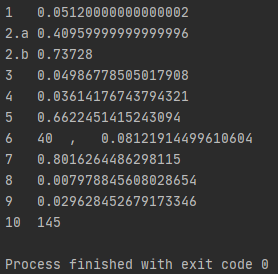 1 0.05120000000000002
2.a 0.40959999999999996
2.b 0.73728
3 0.04986778505017908
4 0.03614176743794321
5 0.6622451415243094
6 40 , 0.08121914499610604
7 0.8016264486298115
8 0.007978845608028654
9 0.029628452679173346
10 145
Process finished with exit code 0